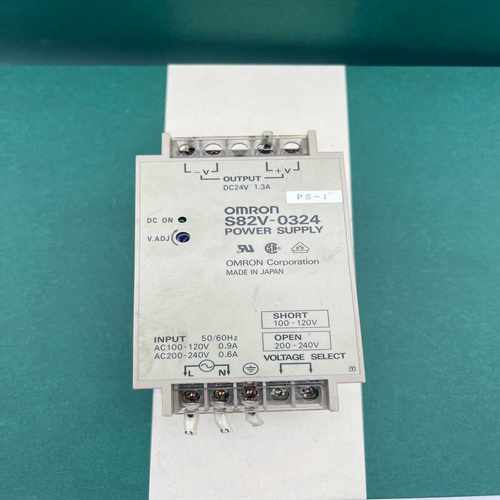 -V +V
OUTPUT
DC24V 1.3A
PS-1
DC ON
OMRON
S82V-0324
V.ADJ
POWER SUPPLY
OMRON Corporation
MADE IN JAPAN
SHORT
100-120V
INPUT 50/60Hz
OPEN
AC100-120V 0.9A
200-240V
AC200-240V 0.6A
VOLTAGE SELECT
L N